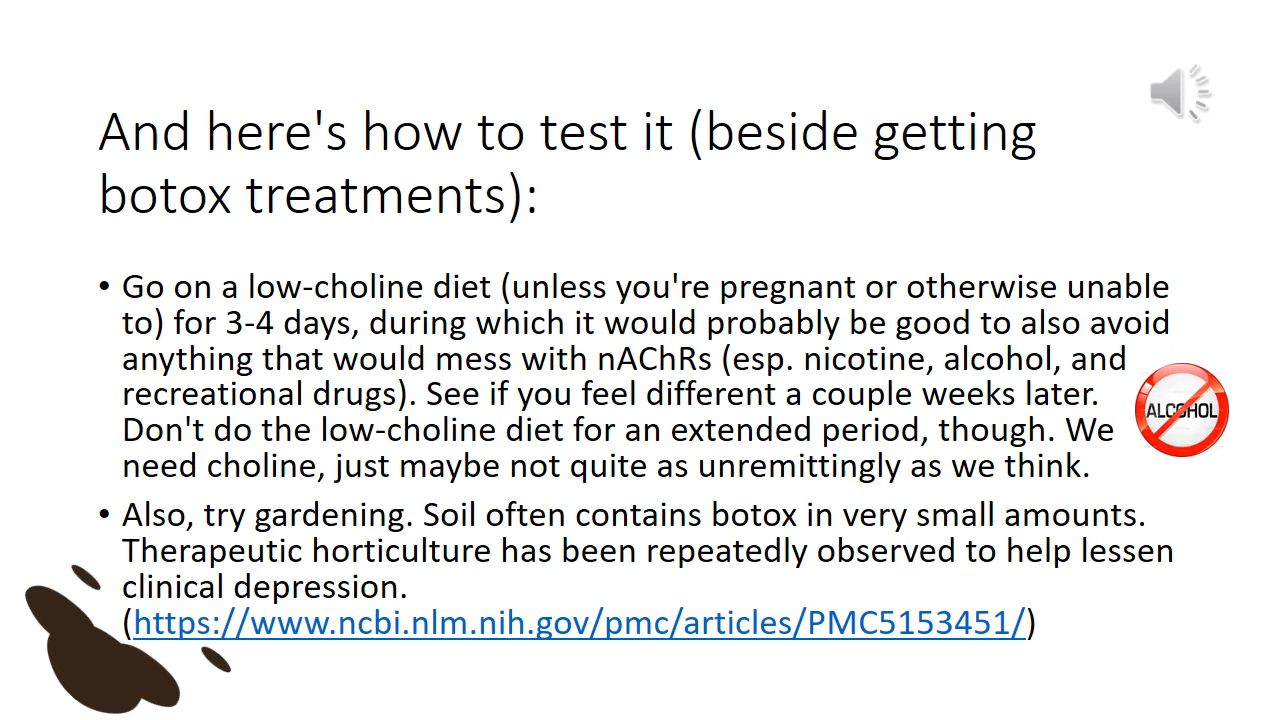 And here's how to test it (beside getting
botox treatments):
• Go on a low-choline diet (unless you're pregnant or otherwise unable
to) for 3-4 days, during which it would probably be good to also avoid
anything that would mess with nAChRs (esp. nicotine, alcohol, and
recreational drugs). See if you feel different a couple weeks later.
Don't do the low-choline diet for an extended period, though. We
need choline, just maybe not quite as unremittingly as we think.
ALCOHOL
• Also, try gardening. Soil often contains botox in very small amounts.
Therapeutic horticulture has been repeatedly observed to help lessen
clinical depression.
(https://www.ncbi.nlm.nih.gov/pmc/articles/PMC5153451/)